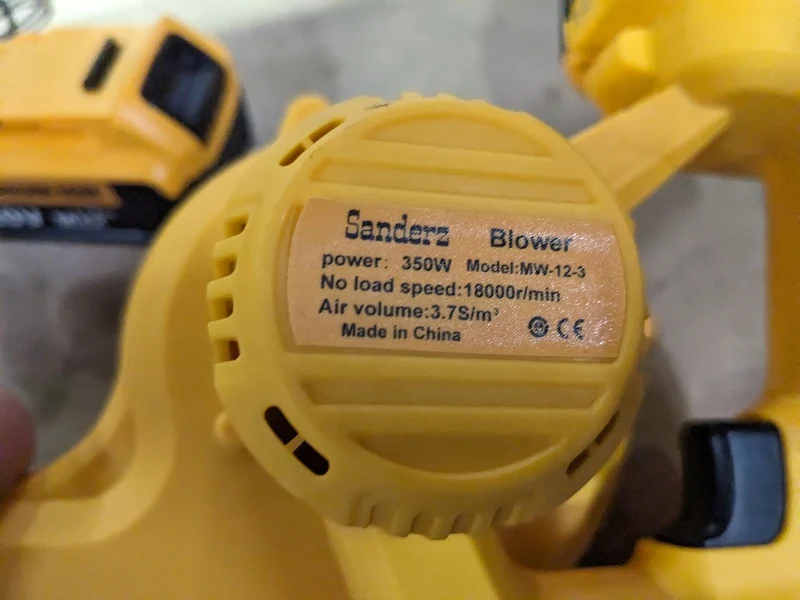 Sanderz Blower
power: 350W Model:MW-12-3
No load speed:18000r/min
Air volume:3.7S/m³
Made in China
CE